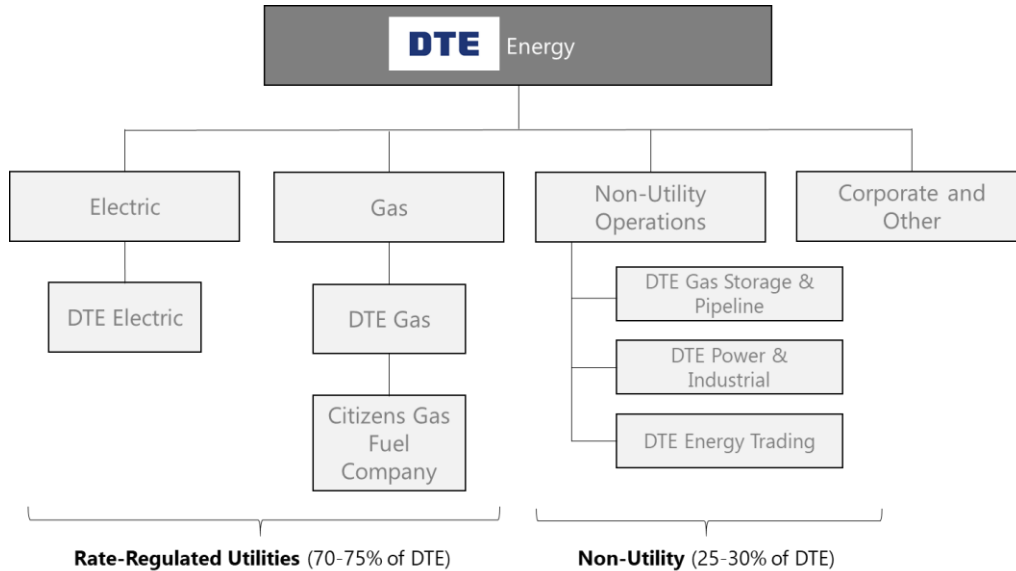 DTE Energy
Electric
Gas
Non-Utility
Operations
Corporate and
Other
DTE Electric
DTE Gas
Citizens Gas
Fuel
Company
DTE Gas Storage &
Pipeline
DTE Power &
Industrial
DTE Energy Trading
Rate-Regulated Utilities (70-75% of DTE)
Non-Utility (25-30% of DTE)